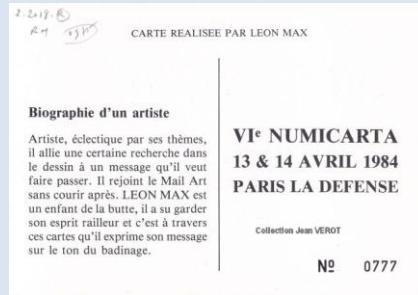 CARTE REALISEE PAR LEON MAX
Biographie d'un artiste
Artiste, éclectique par ses thèmes,
il allie une certaine recherche dans
le dessin à un message qu'il veut
faire passer. Il rejoint le Mail Art
sans courir après. LEON MAX est
un enfant de la butte, il a su garder
son esprit railleur et c'est à travers
ces cartes qu'il exprime son message
sur le ton du badinage.
VIe NUMICARTA
13 & 14 AVRIL 1984
PARIS LA DEFENSE
Collection Jean VEROT
Nº 0777